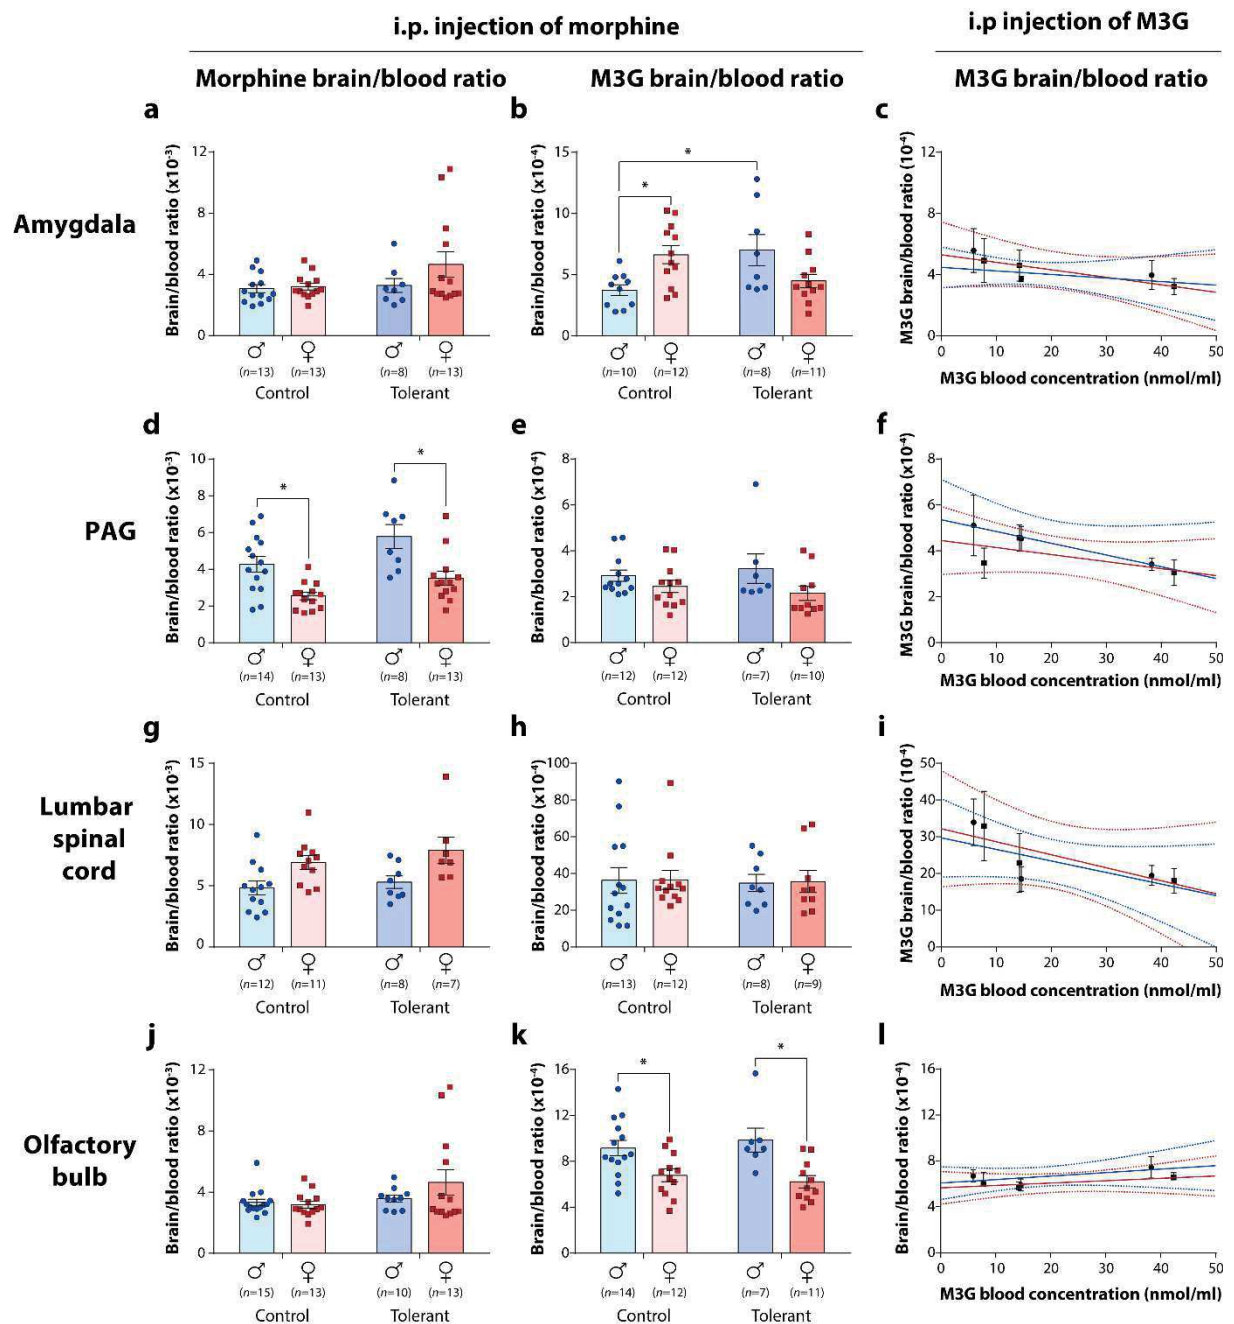 i.p. injection of morphine
i.p injection of M3G
Morphine brain/blood ratio
M3G brain/blood ratio
M3G brain/blood ratio
Amygdala
a
Brain/blood ratio (x10⁻³)
12
8
4
0
♂ ♀ ♂ ♀
(n=13) (n=13) (n=8) (n=13)
Control Tolerant
b
Brain/blood ratio (x10⁻⁴)
15
10
5
0
* *
♂ ♀ ♂ ♀
(n=10) (n=12) (n=8) (n=11)
Control Tolerant
c
M3G brain/blood ratio (10⁻⁴)
8
4
0
0 10 20 30 40 50
M3G blood concentration (nmol/ml)
PAG
d
Brain/blood ratio (x10⁻³)
10
8
6
4
2
0
* *
♂ ♀ ♂ ♀
(n=14) (n=13) (n=8) (n=13)
Control Tolerant
e
Brain/blood ratio (x10⁻⁴)
8
6
4
2
0
♂ ♀ ♂ ♀
(n=12) (n=12) (n=7) (n=10)
Control Tolerant
f
M3G brain/blood ratio (x10⁻⁴)
8
6
4
2
0
0 10 20 30 40 50
M3G blood concentration (nmol/ml)
Lumbar
spinal
cord
g
Brain/blood ratio (x10⁻³)
15
10
5
0
♂ ♀ ♂ ♀
(n=12) (n=11) (n=8) (n=7)
Control Tolerant
h
Brain/blood ratio (x10⁻⁴)
100
80
60
40
20
0
♂ ♀ ♂ ♀
(n=13) (n=12) (n=8) (n=9)
Control Tolerant
i
M3G brain/blood ratio (10⁻⁴)
50
40
30
20
10
0
0 10 20 30 40 50
M3G blood concentration (nmol/ml)
Olfactory
bulb
j
Brain/blood ratio (x10⁻³)
12
8
4
0
♂ ♀ ♂ ♀
(n=15) (n=13) (n=10) (n=13)
Control Tolerant
k
Brain/blood ratio (x10⁻⁴)
16
12
8
4
0
* *
♂ ♀ ♂ ♀
(n=14) (n=12) (n=7) (n=11)
Control Tolerant
l
Brain/blood ratio (x10⁻⁴)
16
12
8
4
0
0 10 20 30 40 50
M3G blood concentration (nmol/ml)